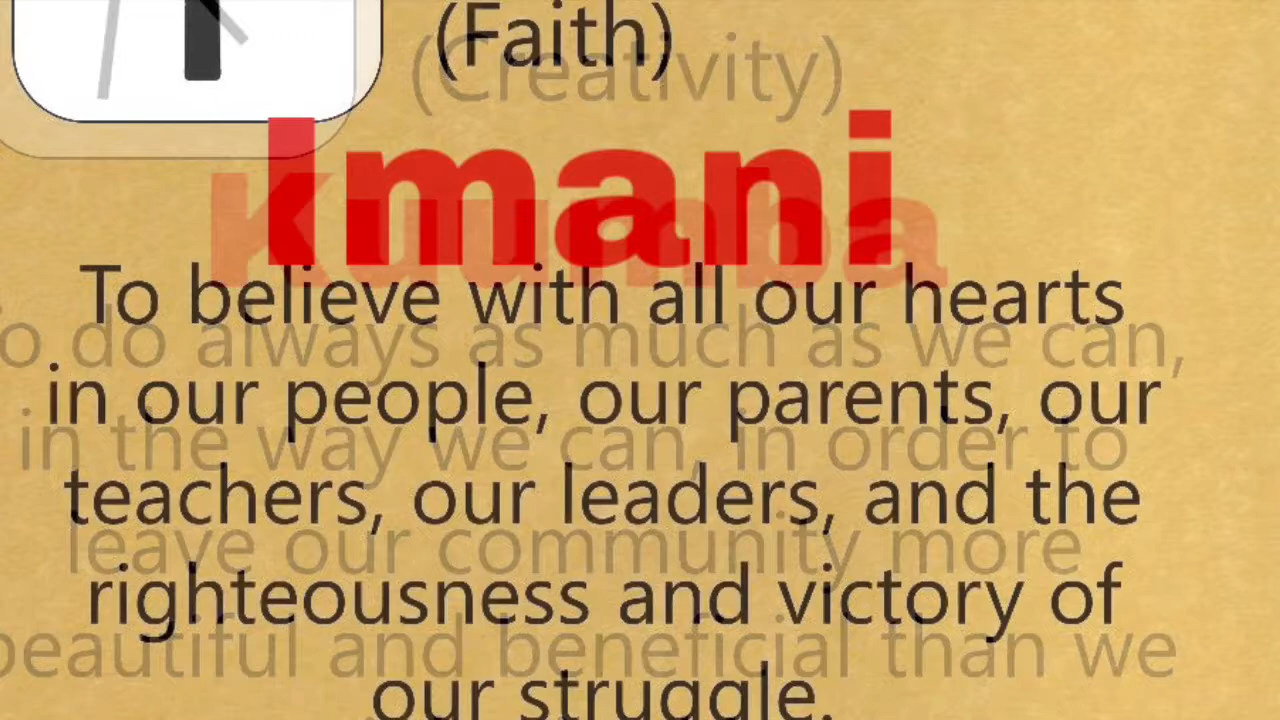 (Faith)
(Creativity)
Imani
Kuumba
To believe with all our hearts
o do always as much as we can,
in our people, our parents, our
in the way we can, in order to
teachers, our leaders, and the
leave our community more
righteousness and victory of
beautiful and beneficial than we
our struggle.